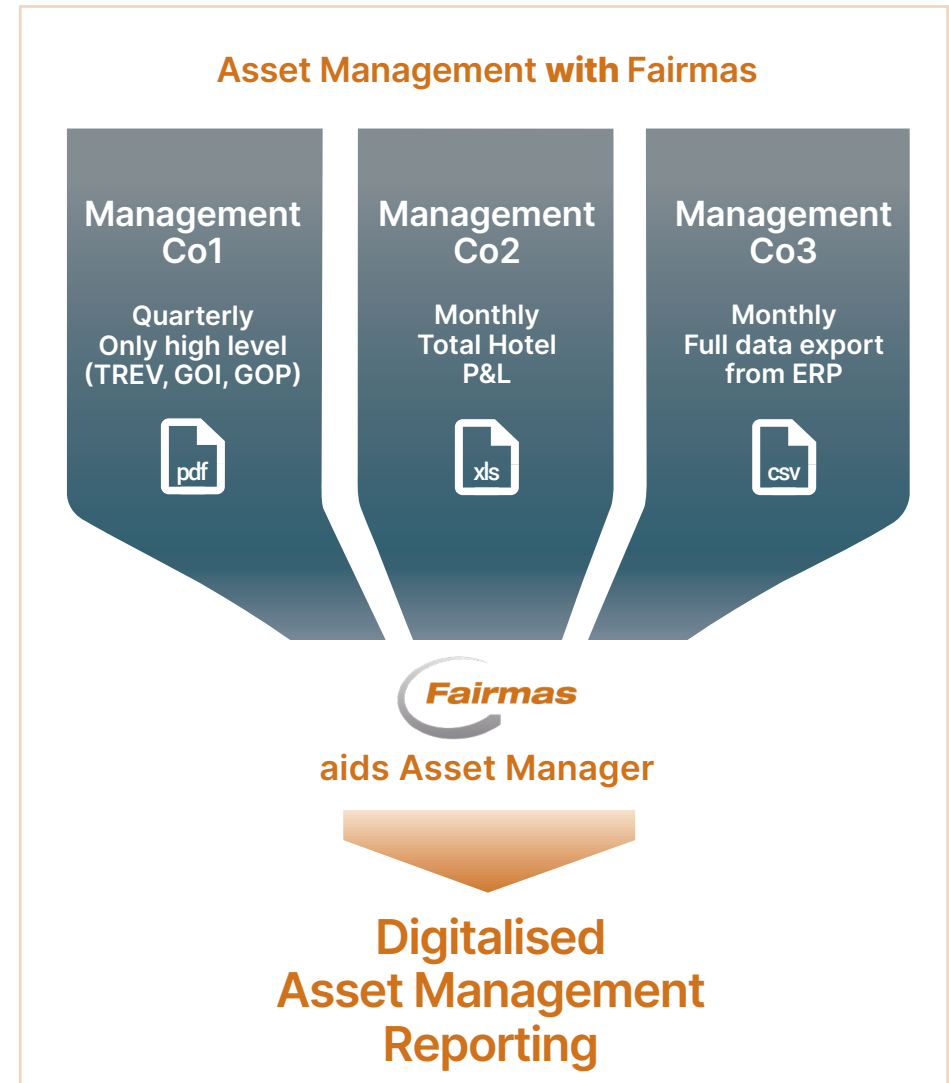 Asset Management with Fairmas
Management
Co1
Quarterly
Only high level
(TREV, GOI, GOP)
pdf
Management
Co2
Monthly
Total Hotel
P&L
xls
Management
Co3
Monthly
Full data export
from ERP
csv
Fairmas
aids Asset Manager
Digitalised
Asset Management
Reporting